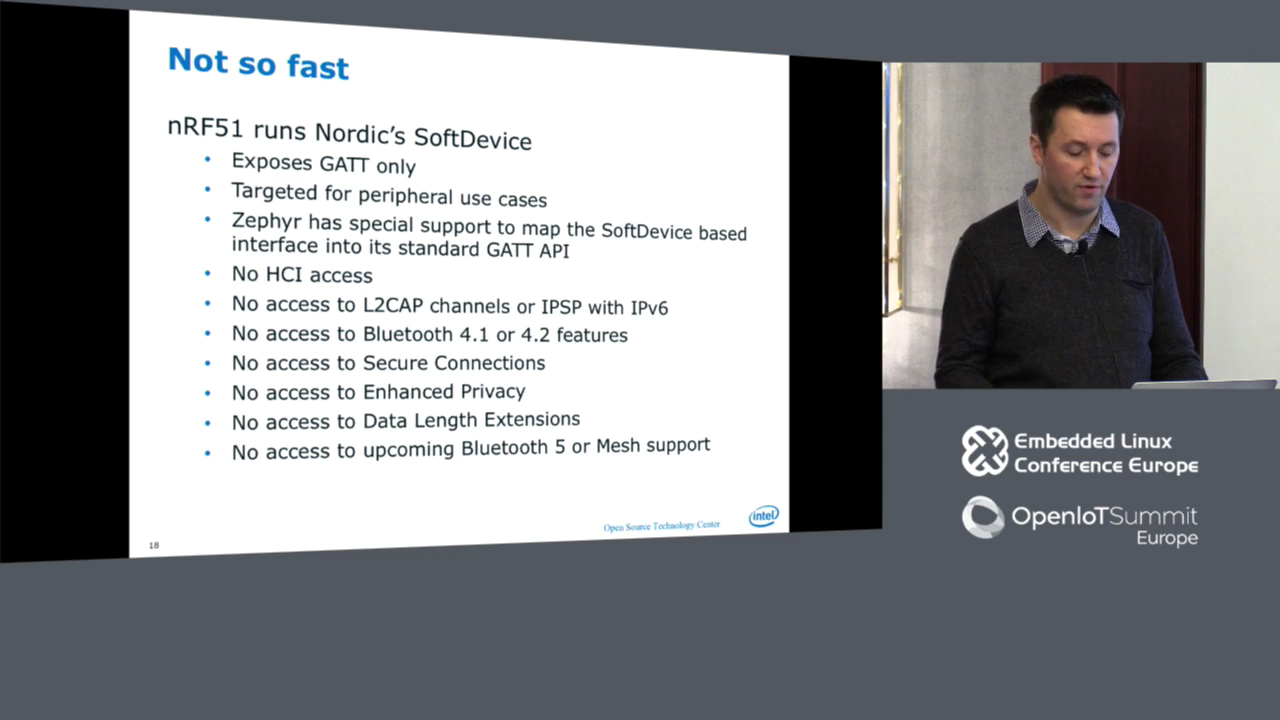 Not so fast
nRF51 runs Nordic's SoftDevice
• Exposes GATT only
• Targeted for peripheral use cases
• Zephyr has special support to map the SoftDevice based
interface into its standard GATT API
• No HCI access
• No access to L2CAP channels or IPSP with IPv6
• No access to Bluetooth 4.1 or 4.2 features
• No access to Secure Connections
• No access to Enhanced Privacy
• No access to Data Length Extensions
• No access to upcoming Bluetooth 5 or Mesh support
Open Source Technology Center
intel
18
Embedded Linux
Conference Europe
OpenIoTSummit
Europe